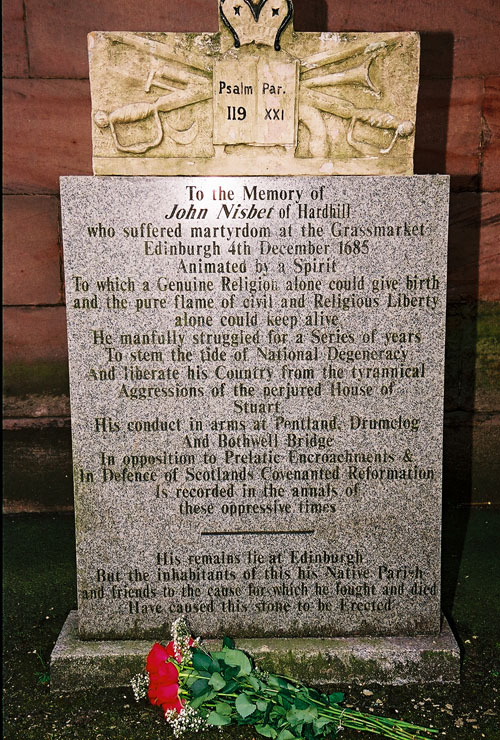 Psalm Par.
119 XXI
To the Memory of
John Nisbet of Hardhill
who suffered martyrdom at the Grassmarket
Edinburgh 4th December 1685
Animated by a Spirit
To which a Genuine Religion alone could give birth
and the pure flame of civil and Religious Liberty
alone could keep alive
He manfully struggled for a Series of years
To stem the tide of National Degeneracy
And liberate his Country from the tyrannical
Aggressions of the perjured House of
Stuart
His conduct in arms at Pentland, Drumclog
And Bothwell Bridge
In opposition to Prelatic Encroachments &
In Defence of Scotlands Covenanted Reformation
Is recorded in the annals of
these oppressive times
His remains lie at Edinburgh
But the inhabitants of this his Native Parish
and friends to the cause for which he fought and died
Have caused this stone to be Erected